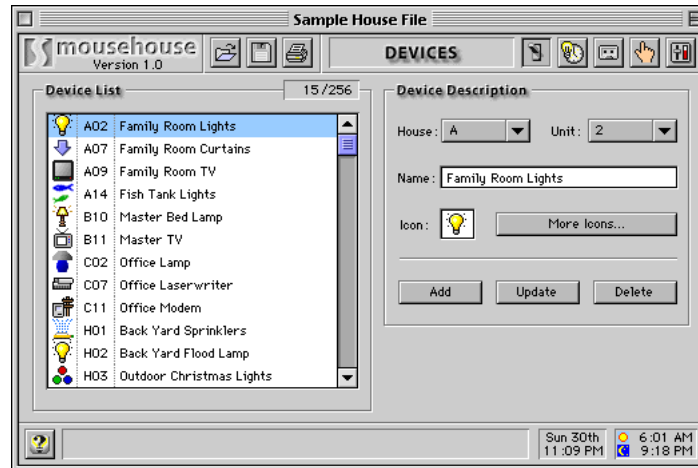 Sample House File
mousehouse
Version 1.0
DEVICES
Device List
15/256
A02 Family Room Lights
A07 Family Room Curtains
A09 Family Room TV
A14 Fish Tank Lights
B10 Master Bed Lamp
B11 Master TV
C02 Office Lamp
C07 Office Laserwriter
C11 Office Modem
H01 Back Yard Sprinklers
H02 Back Yard Flood Lamp
H03 Outdoor Christmas Lights
Device Description
House: A Unit: 2
Name: Family Room Lights
Icon: More Icons...
Add Update Delete
?
Sun 30th 6:01 AM
11:09 PM 9:18 PM